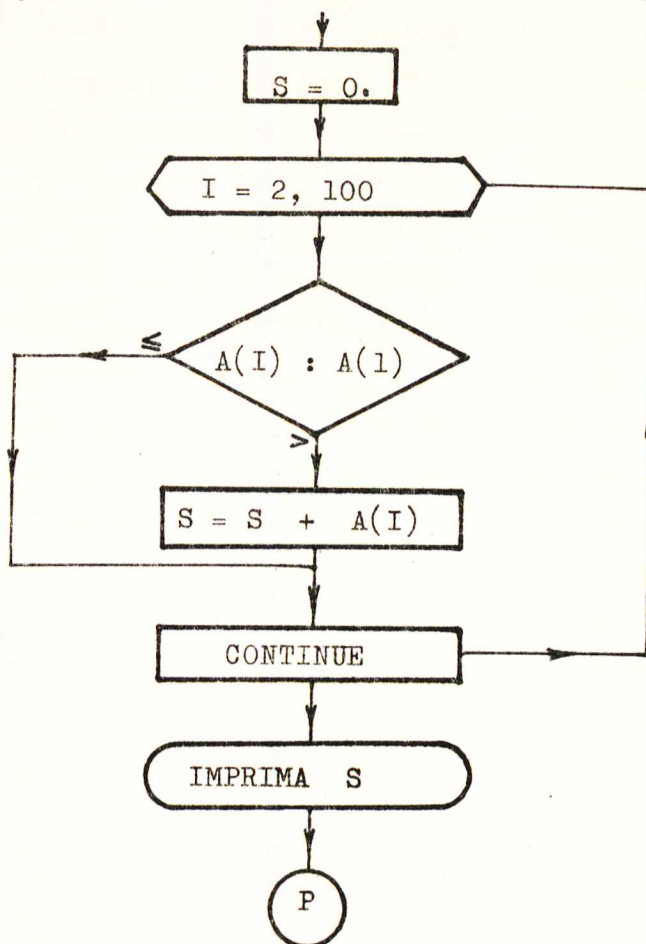 S = 0.
I = 2, 100
≤
A(I) : A(1)
>
S = S + A(I)
CONTINUE
IMPRIMA S
P